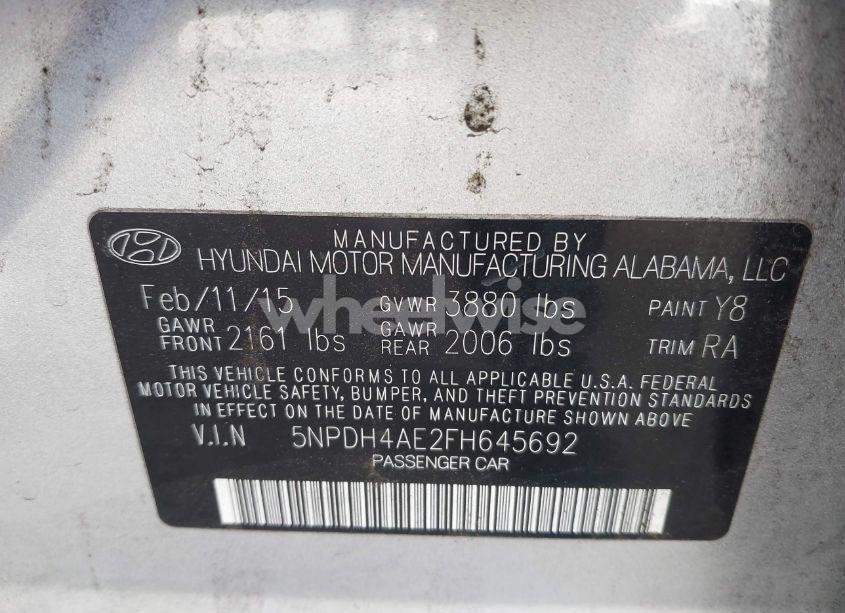 MANUFACTURED BY
HYUNDAI MOTOR MANUFACTURING ALABAMA, LLC
Feb/11/15 GVWR 3880 lbs PAINT Y8
GAWR FRONT 2161 lbs GAWR REAR 2006 lbs TRIM RA
THIS VEHICLE CONFORMS TO ALL APPLICABLE U.S.A. FEDERAL
MOTOR VEHICLE SAFETY, BUMPER, AND THEFT PREVENTION STANDARDS
IN EFFECT ON THE DATE OF MANUFACTURE SHOWN ABOVE
V.I.N 5NPDH4AE2FH645692
PASSENGER CAR
wheelwise